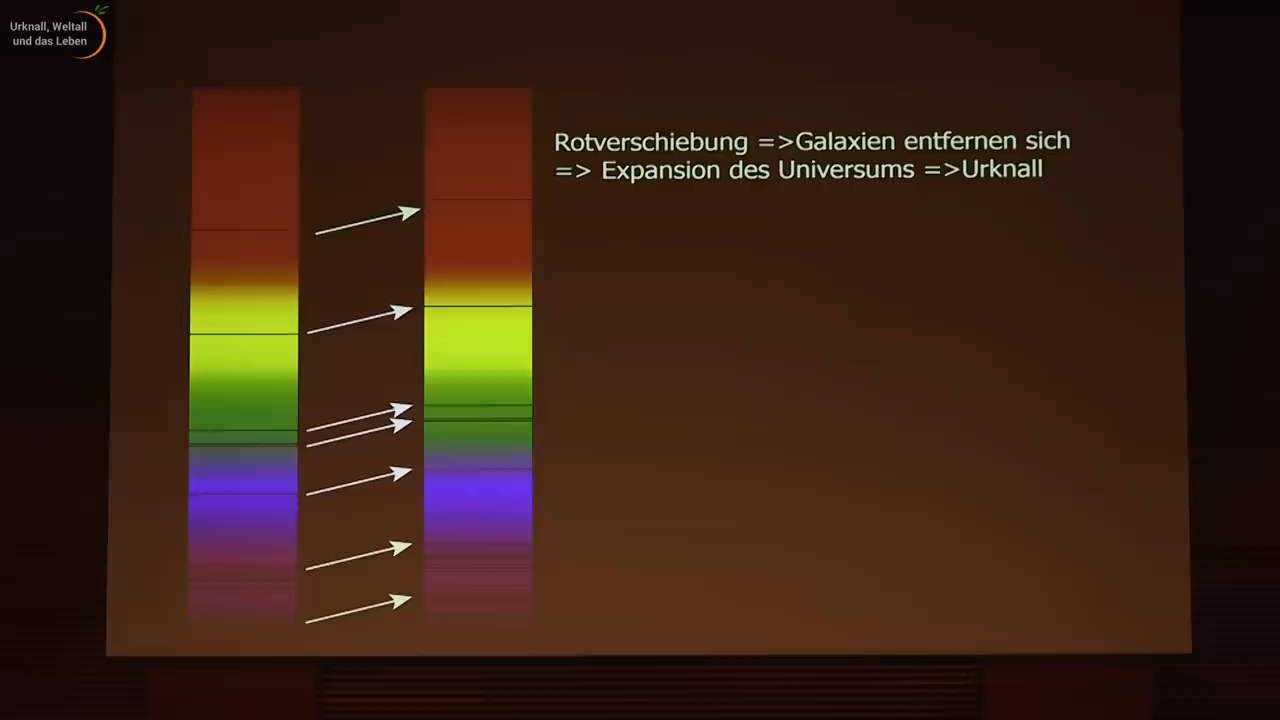 Urknall, Weltall
und das Leben
Rotverschiebung =>Galaxien entfernen sich
=> Expansion des Universums =>Urknall